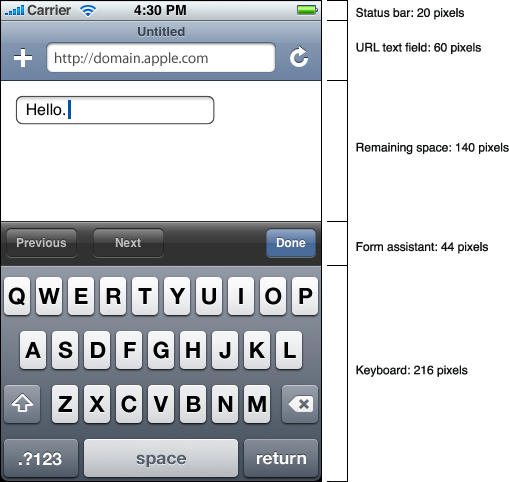 Carrier 4:30 PM
Status bar: 20 pixels
Untitled
http://domain.apple.com
URL text field: 60 pixels
Hello.
Remaining space: 140 pixels
Previous Next Done
Form assistant: 44 pixels
Q W E R T Y U I O P
A S D F G H J K L
Keyboard: 216 pixels
Z X C V B N M
.?123 space return